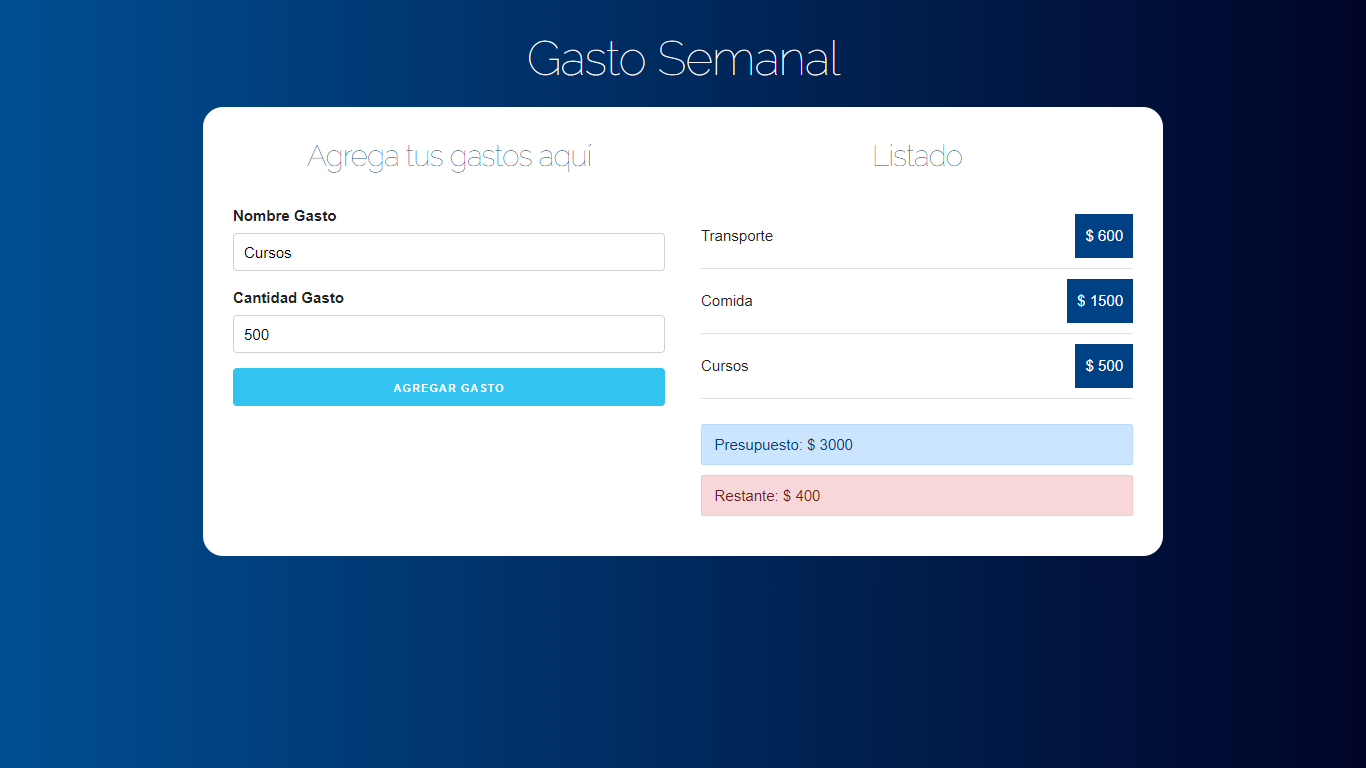 Gasto Semanal
Agrega tus gastos aquí
Nombre Gasto
Cursos
Cantidad Gasto
500
AGREGAR GASTO
Listado
Transporte $ 600
Comida $ 1500
Cursos $ 500
Presupuesto: $ 3000
Restante: $ 400